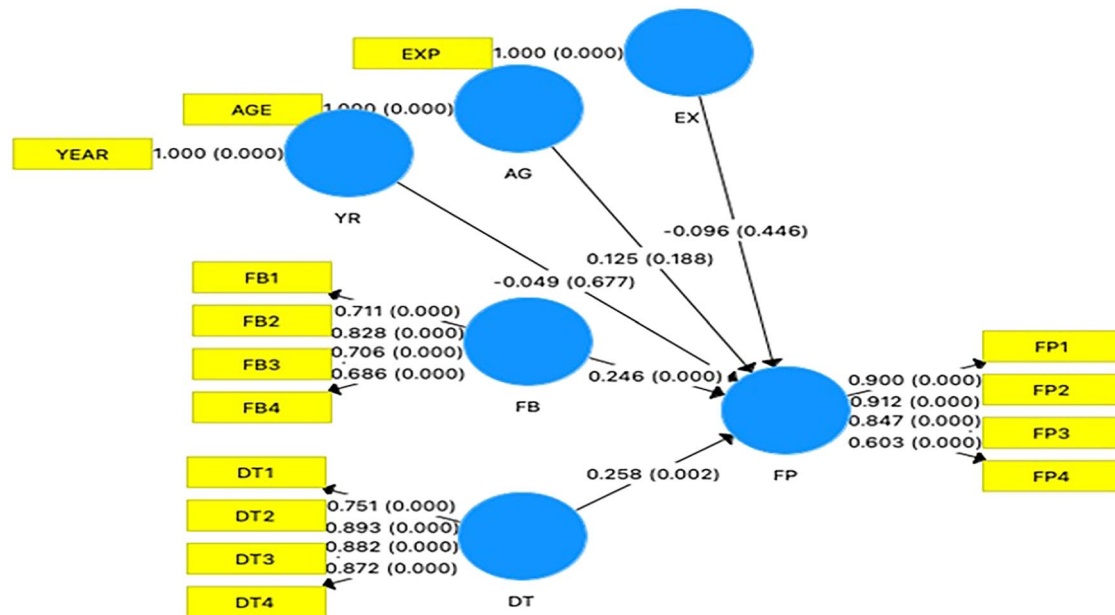 EXP
1.000 (0.000)
EX
AGE
1.000 (0.000)
AG
YEAR
1.000 (0.000)
YR
-0.096 (0.446)
0.125 (0.188)
-0.049 (0.677)
FB1
0.711 (0.000)
FB2
0.828 (0.000)
FB3
0.706 (0.000)
FB4
0.686 (0.000)
FB
0.246 (0.000)
FP1
0.900 (0.000)
FP2
0.912 (0.000)
FP3
0.847 (0.000)
FP4
0.603 (0.000)
FP
DT1
0.751 (0.000)
DT2
0.893 (0.000)
DT3
0.882 (0.000)
DT4
0.872 (0.000)
DT
0.258 (0.002)